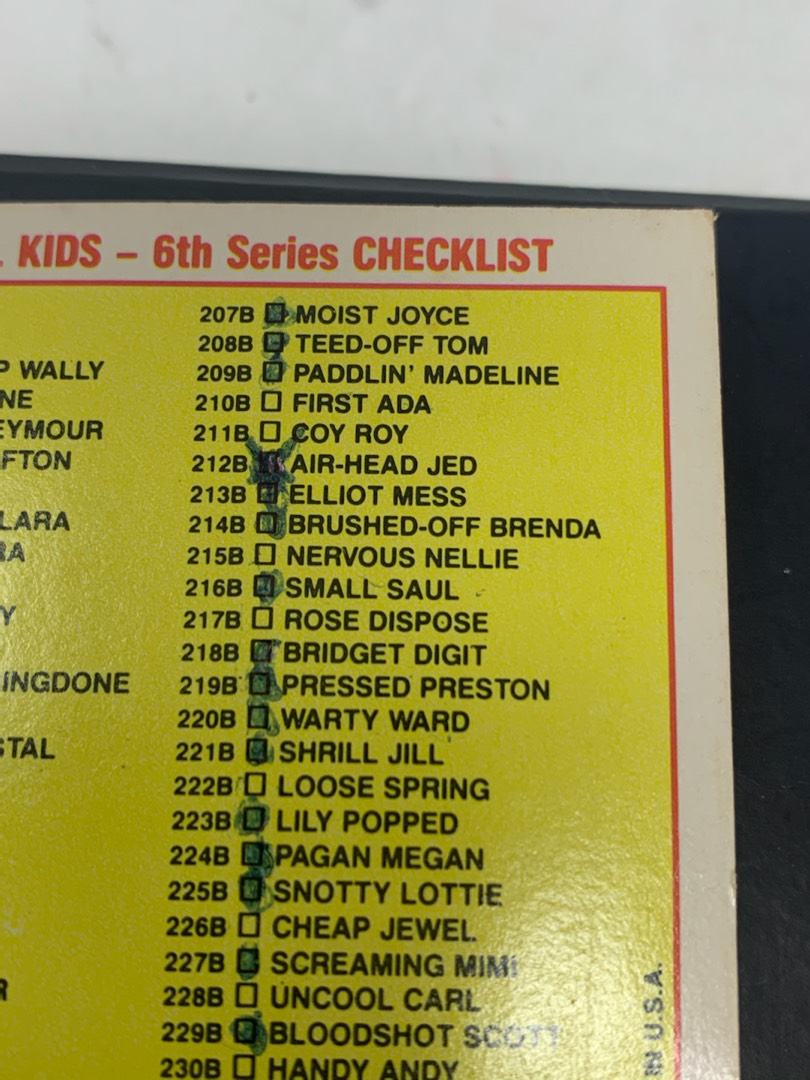 KIDS – 6th Series CHECKLIST
P WALLY
NE
EYMOUR
FTON
LARA
RA
Y
INGDONE
STAL
R
207B MOIST JOYCE
208B TEED-OFF TOM
209B PADDLIN' MADELINE
210B FIRST ADA
211B COY ROY
212B AIR-HEAD JED
213B ELLIOT MESS
214B BRUSHED-OFF BRENDA
215B NERVOUS NELLIE
216B SMALL SAUL
217B ROSE DISPOSE
218B BRIDGET DIGIT
219B PRESSED PRESTON
220B WARTY WARD
221B SHRILL JILL
222B LOOSE SPRING
223B LILY POPPED
224B PAGAN MEGAN
225B SNOTTY LOTTIE
226B CHEAP JEWEL
227B SCREAMING MIMI
228B UNCOOL CARL
229B BLOODSHOT SCOTT
230B HANDY ANDY
IN U.S.A.